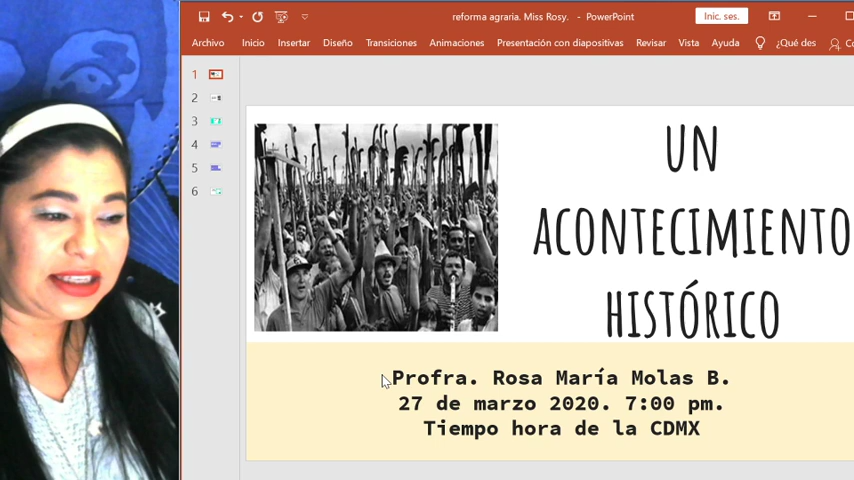 reforma agraria. Miss Rosy. - PowerPoint
Inic. ses.
Archivo Inicio Insertar Diseño Transiciones Animaciones Presentación con diapositivas Revisar Vista Ayuda ¿Qué des
1
2
3
4
5
6
UN
ACONTECIMIENTO
HISTÓRICO
Profra. Rosa María Molas B.
27 de marzo 2020. 7:00 pm.
Tiempo hora de la CDMX